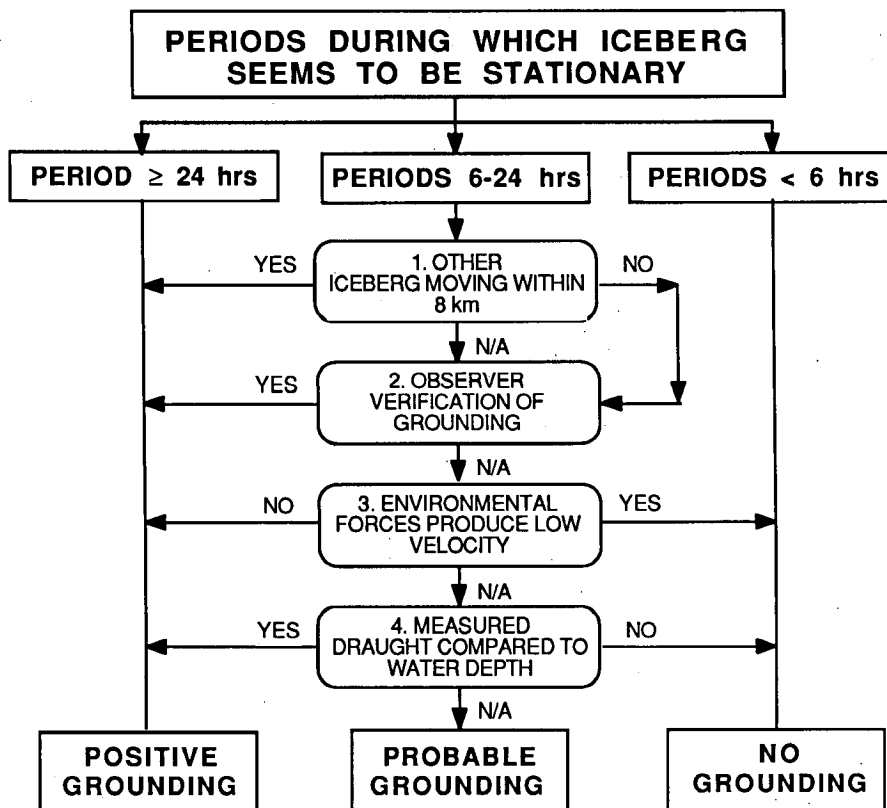 PERIODS DURING WHICH ICEBERG
SEEMS TO BE STATIONARY
PERIOD ≥ 24 hrs
PERIODS 6-24 hrs
PERIODS < 6 hrs
YES
1. OTHER
ICEBERG MOVING WITHIN
8 km
NO
N/A
YES
2. OBSERVER
VERIFICATION OF
GROUNDING
N/A
NO
3. ENVIRONMENTAL
FORCES PRODUCE LOW
VELOCITY
YES
N/A
YES
4. MEASURED
DRAUGHT COMPARED TO
WATER DEPTH
NO
N/A
POSITIVE
GROUNDING
PROBABLE
GROUNDING
NO
GROUNDING